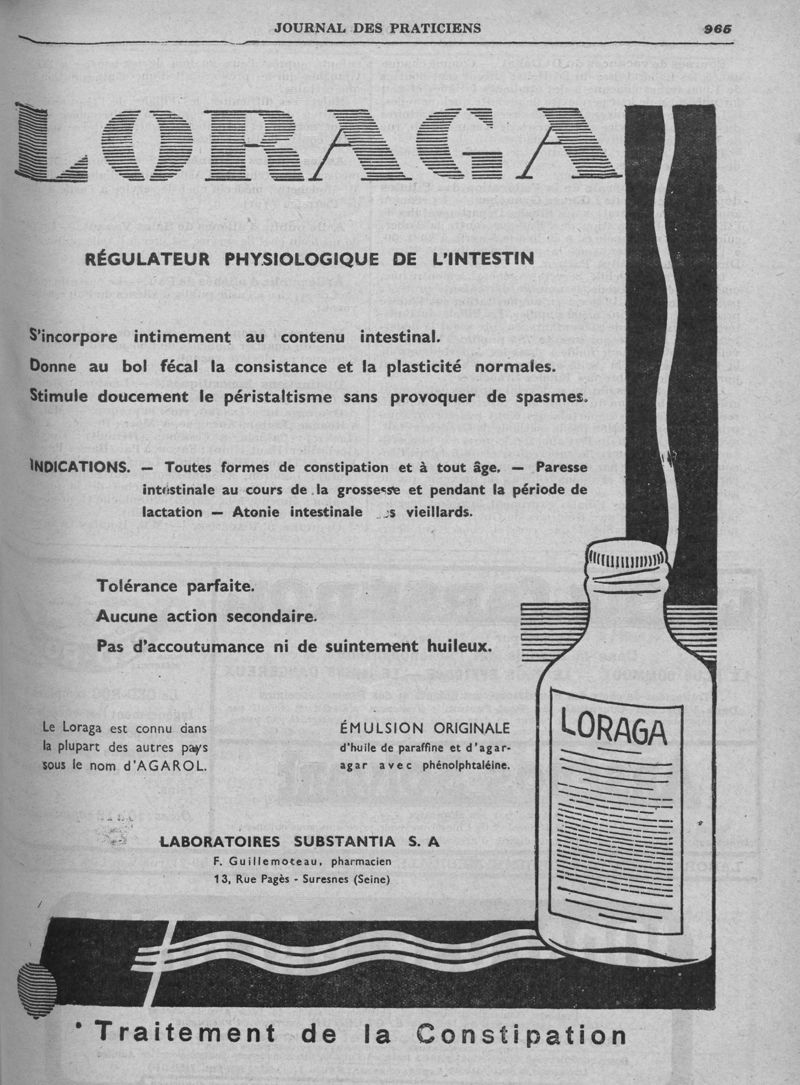 JOURNAL DES PRATICIENS
965
LORAGA
RÉGULATEUR PHYSIOLOGIQUE DE L'INTESTIN
S'incorpore intimement au contenu intestinal.
Donne au bol fécal la consistance et la plasticité normales.
Stimule doucement le péristaltisme sans provoquer de spasmes.
INDICATIONS. — Toutes formes de constipation et à tout âge. — Paresse
intestinale au cours de la grossesse et pendant la période de
lactation — Atonie intestinale vieillards.
Tolérance parfaite.
Aucune action secondaire.
Pas d'accoutumance ni de suintement huileux.
Le Loraga est connu dans
la plupart des autres pays
sous le nom d'AGAROL.
ÉMULSION ORIGINALE
d'huile de paraffine et d'agar-
agar avec phénolphtaléine.
LORAGA
LABORATOIRES SUBSTANTIA S. A
F. Guillemoteau, pharmacien
13, Rue Pagès - Suresnes (Seine)
Traitement de la Constipation